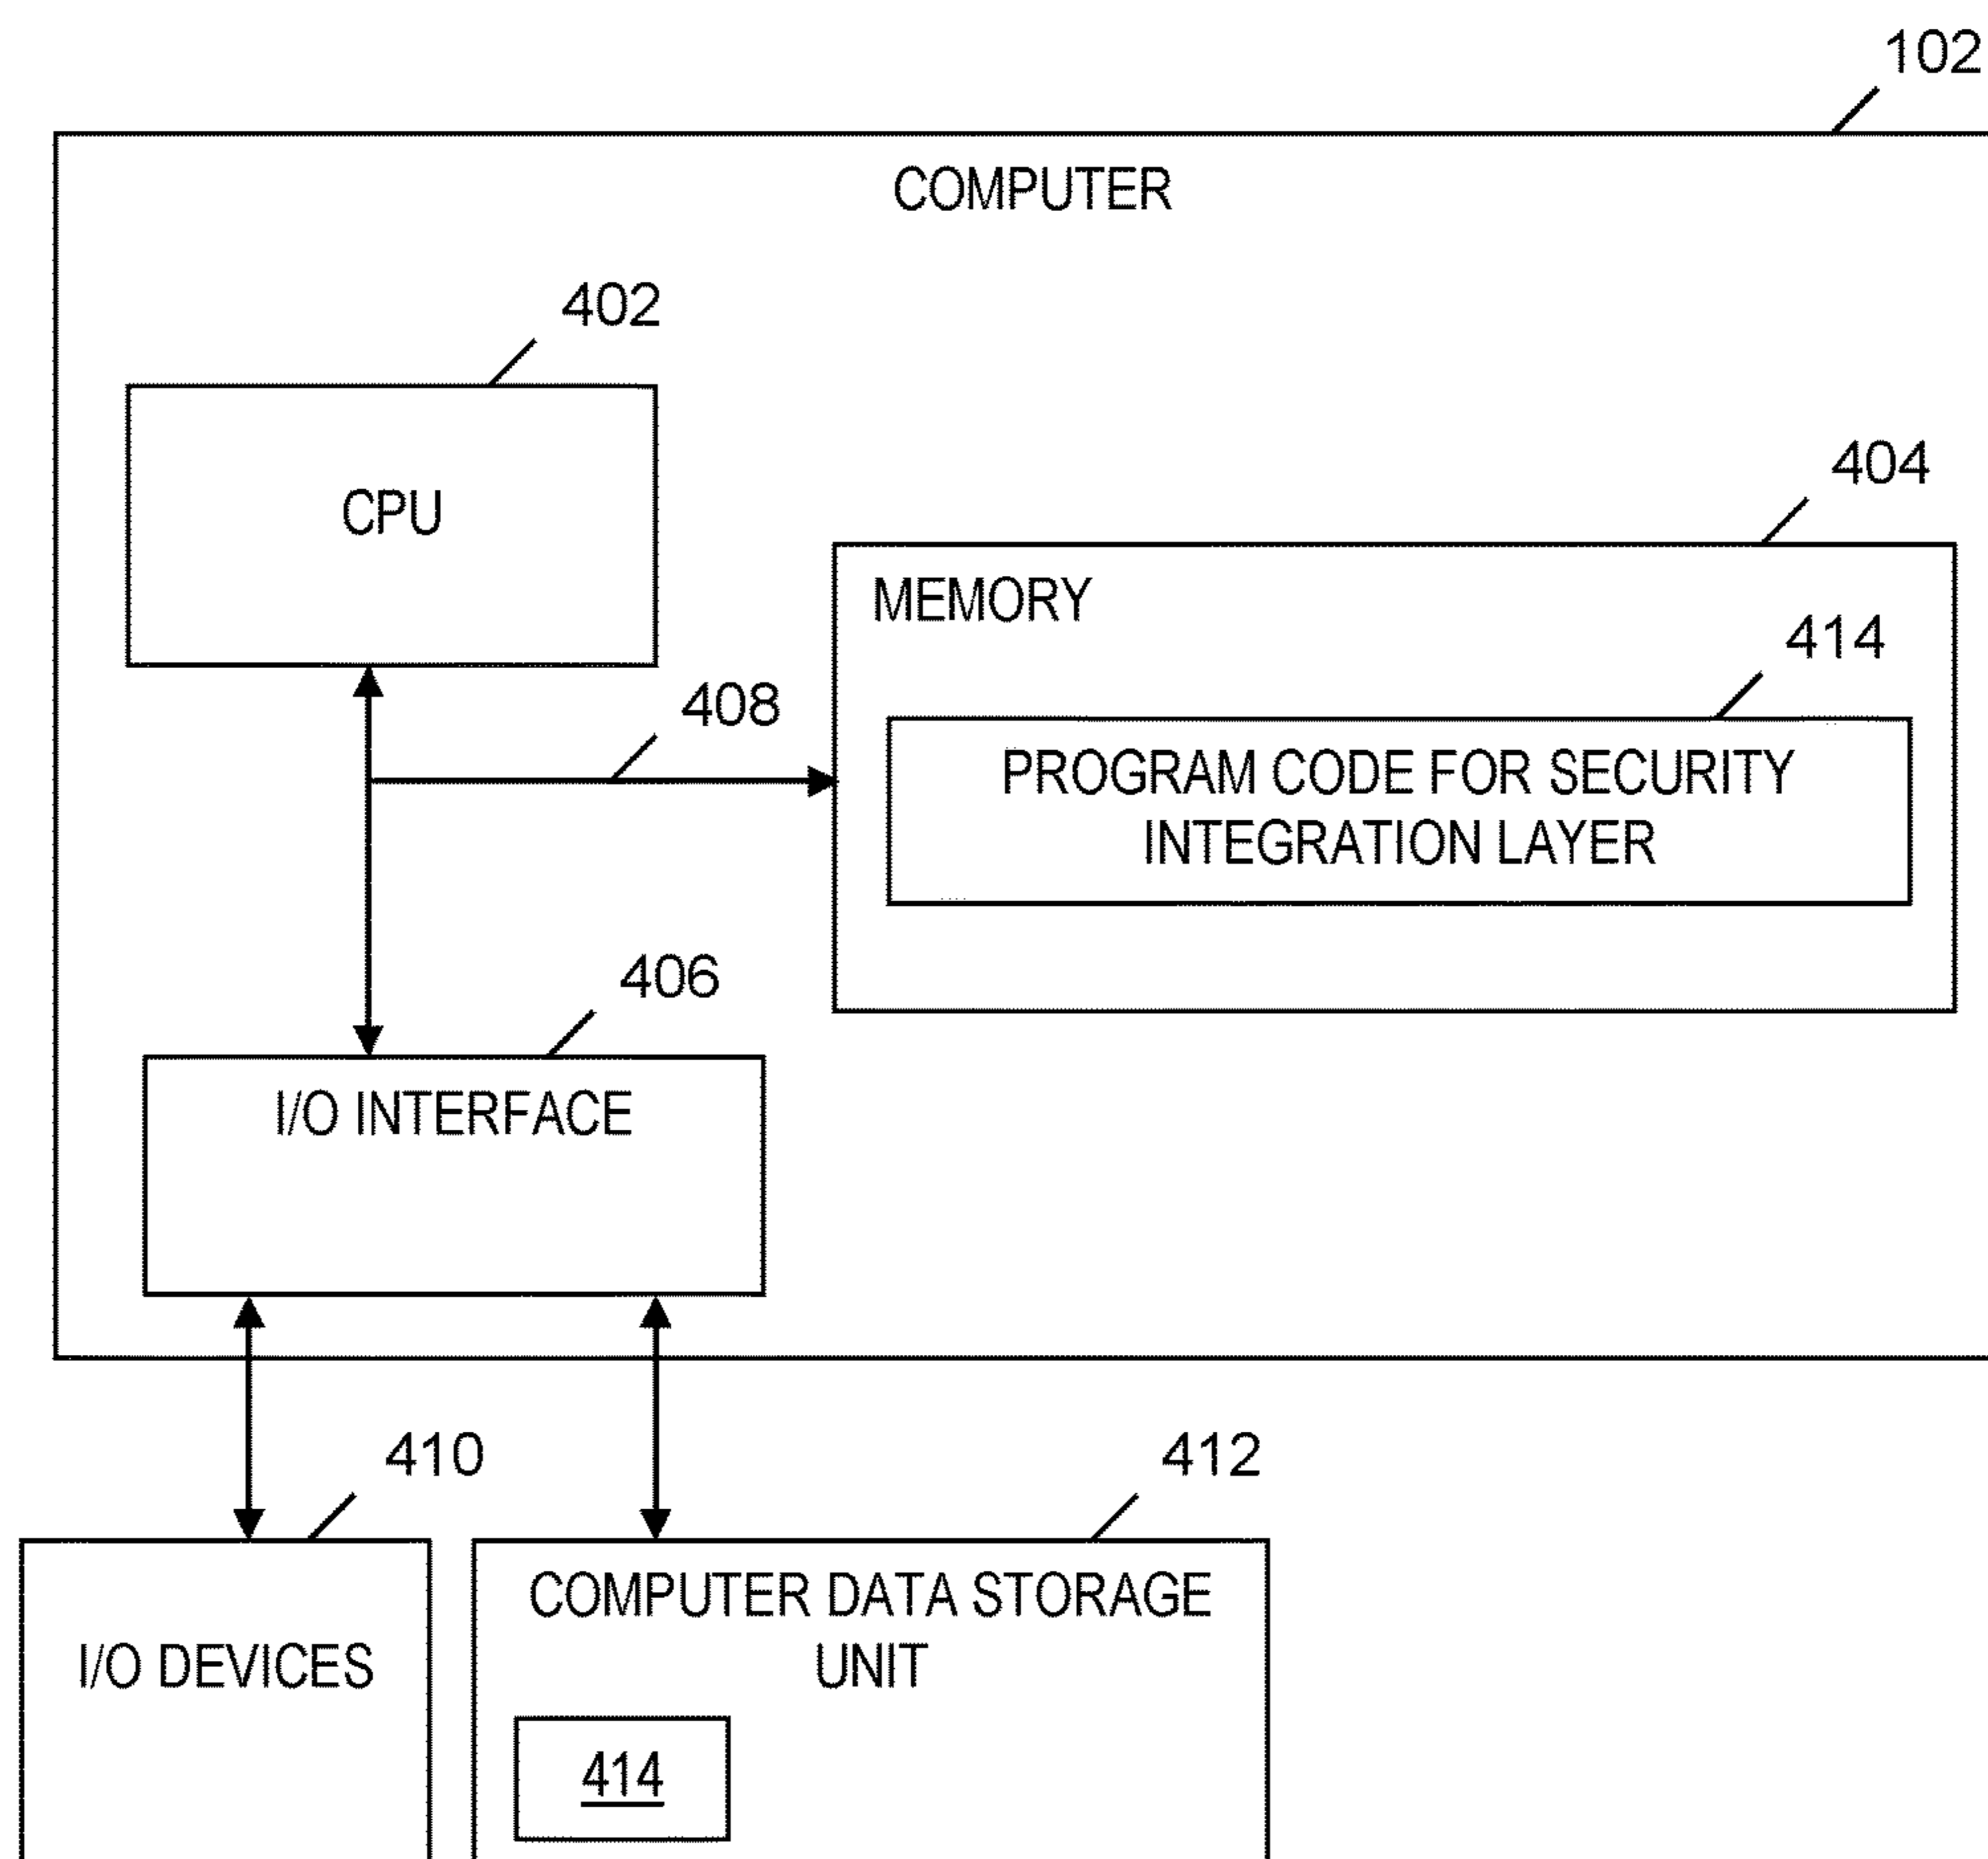 102
COMPUTER
402
CPU
404
MEMORY
414
408
PROGRAM CODE FOR SECURITY
INTEGRATION LAYER
406
I/O INTERFACE
410
412
COMPUTER DATA STORAGE
UNIT
I/O DEVICES
414